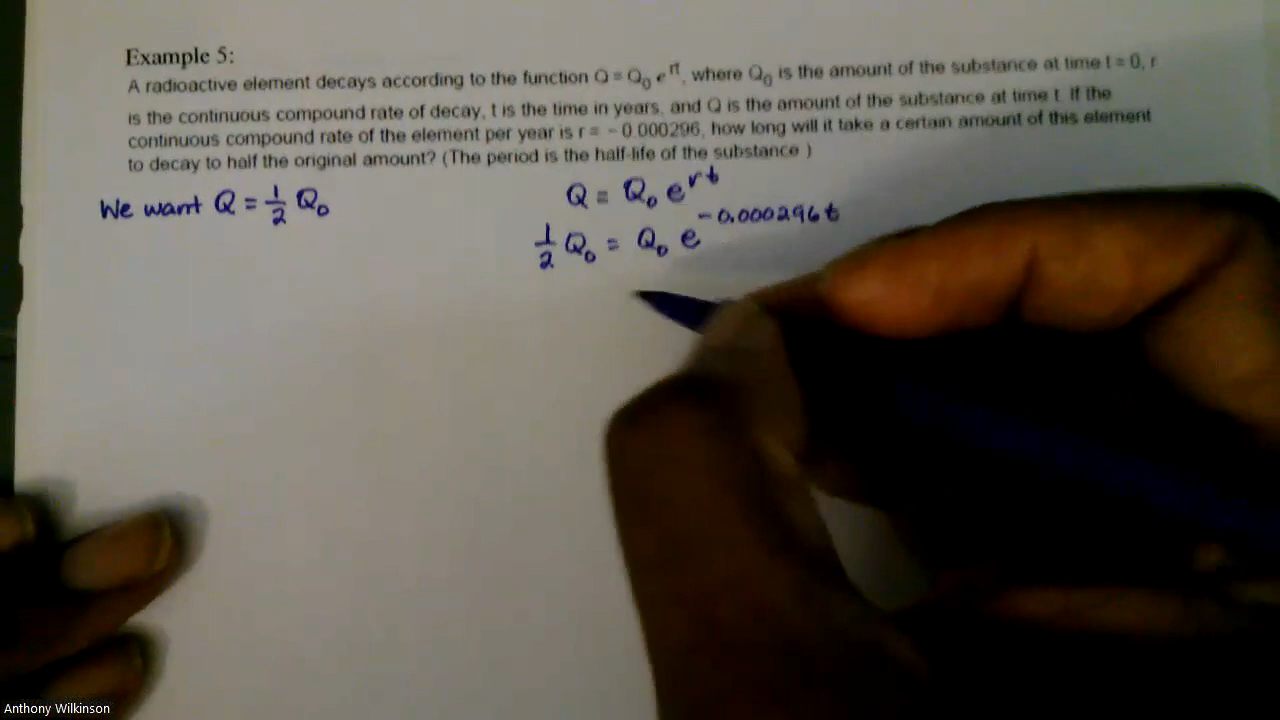 Example 5:
A radioactive element decays according to the function Q = Q₀ e^rt, where Q₀ is the amount of the substance at time t = 0, r
is the continuous compound rate of decay, t is the time in years, and Q is the amount of the substance at time t. If the
continuous compound rate of the element per year is r = - 0.000296, how long will it take a certain amount of this element
to decay to half the original amount? (The period is the half-life of the substance.)
We want Q = 1/2 Q₀
Q = Q₀ e^rt
1/2 Q₀ = Q₀ e^-0.000296t
Anthony Wilkinson